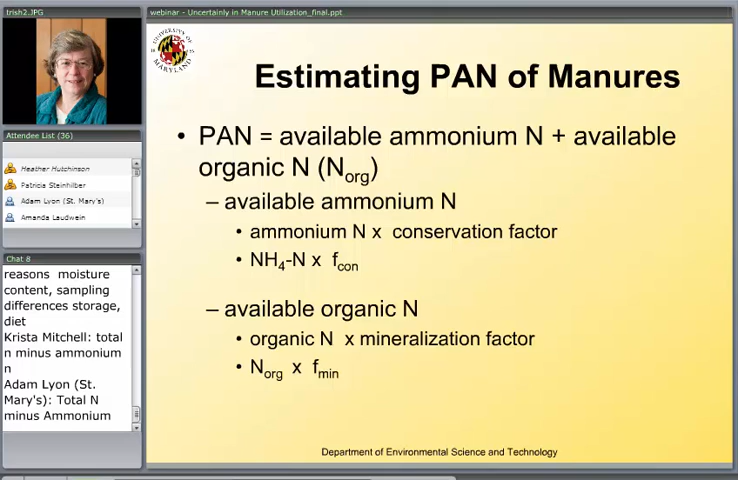 trish2.JPG
webinar - Uncertainly in Manure Utilization_final.ppt
Attendee List (36)
Heather Hutchinson
Patricia Steinhilber
Adam Lyon (St. Mary's)
Amanda Laudwein
Chat 8
reasons moisture
content, sampling
differences storage,
diet
Krista Mitchell: total
n minus ammonium
n
Adam Lyon (St.
Mary's): Total N
minus Ammonium
UNIVERSITY OF
MARYLAND
Estimating PAN of Manures
• PAN = available ammonium N + available
organic N (Norg)
– available ammonium N
• ammonium N x conservation factor
• NH4-N x fcon
– available organic N
• organic N x mineralization factor
• Norg x fmin
Department of Environmental Science and Technology